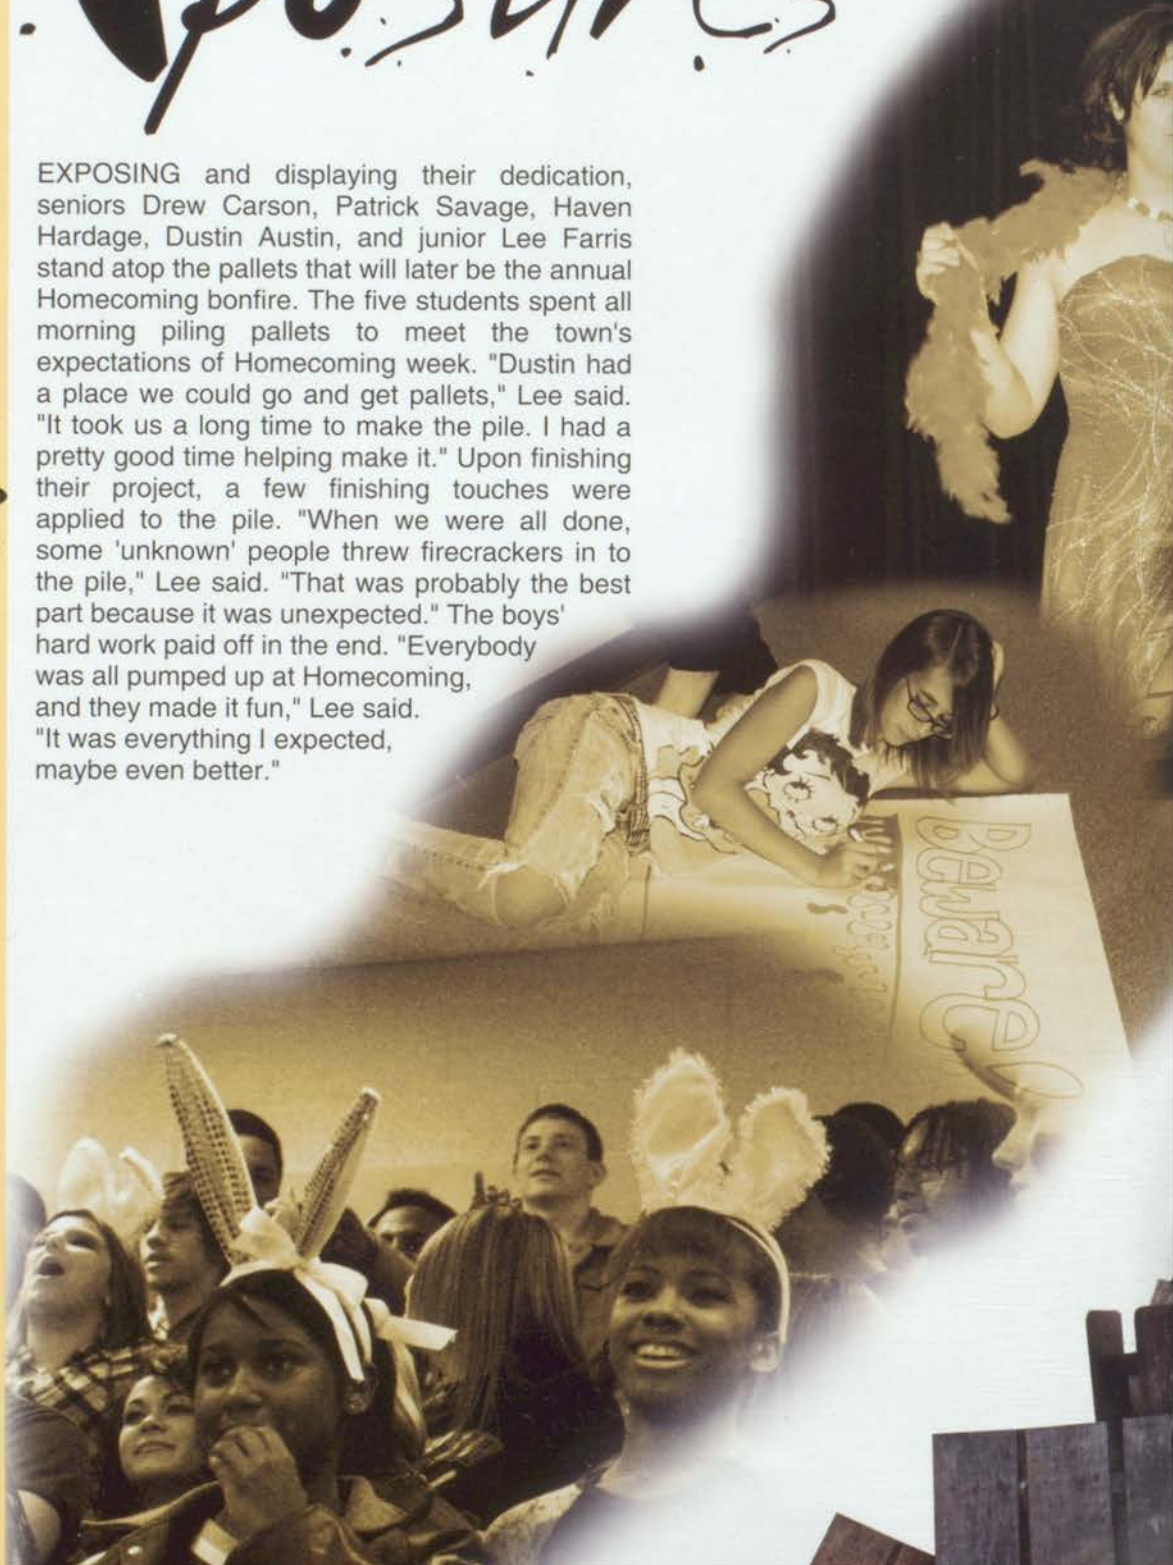 posures
EXPOSING and displaying their dedication,
seniors Drew Carson, Patrick Savage, Haven
Hardage, Dustin Austin, and junior Lee Farris
stand atop the pallets that will later be the annual
Homecoming bonfire. The five students spent all
morning piling pallets to meet the town's
expectations of Homecoming week. "Dustin had
a place we could go and get pallets," Lee said.
"It took us a long time to make the pile. I had a
pretty good time helping make it." Upon finishing
their project, a few finishing touches were
applied to the pile. "When we were all done,
some 'unknown' people threw firecrackers in to
the pile," Lee said. "That was probably the best
part because it was unexpected." The boys'
hard work paid off in the end. "Everybody
was all pumped up at Homecoming,
and they made it fun," Lee said.
"It was everything I expected,
maybe even better."
Beware